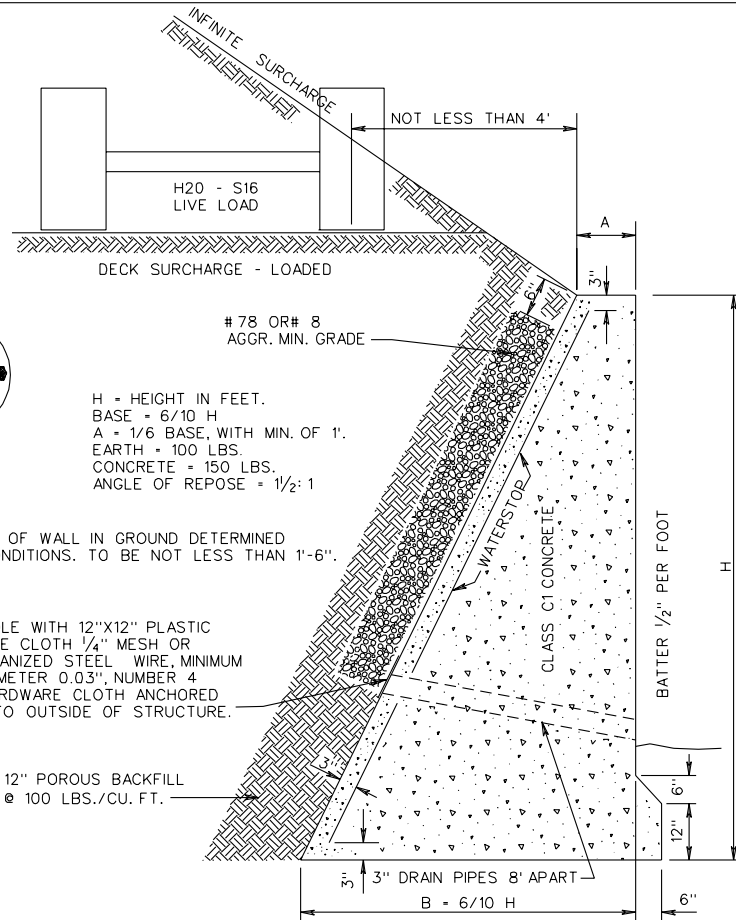 INFINITE SURCHARGE
NOT LESS THAN 4'
H20 - S16
LIVE LOAD
A
DECK SURCHARGE - LOADED
6"
3"
# 78 OR# 8
AGGR. MIN. GRADE
H = HEIGHT IN FEET.
BASE = 6/10 H
A = 1/6 BASE, WITH MIN. OF 1'.
EARTH = 100 LBS.
CONCRETE = 150 LBS.
ANGLE OF REPOSE = 1½: 1
WATERSTOP
CLASS C1 CONCRETE
BATTER ½" PER FOOT
H
OF WALL IN GROUND DETERMINED
NDITIONS. TO BE NOT LESS THAN 1'-6".
LE WITH 12"X12" PLASTIC
E CLOTH ¼" MESH OR
ANIZED STEEL WIRE, MINIMUM
METER 0.03", NUMBER 4
RDWARE CLOTH ANCHORED
TO OUTSIDE OF STRUCTURE.
3"
12" POROUS BACKFILL
@ 100 LBS./CU. FT.
6"
12"
3"
3" DRAIN PIPES 8' APART
B = 6/10 H
6"